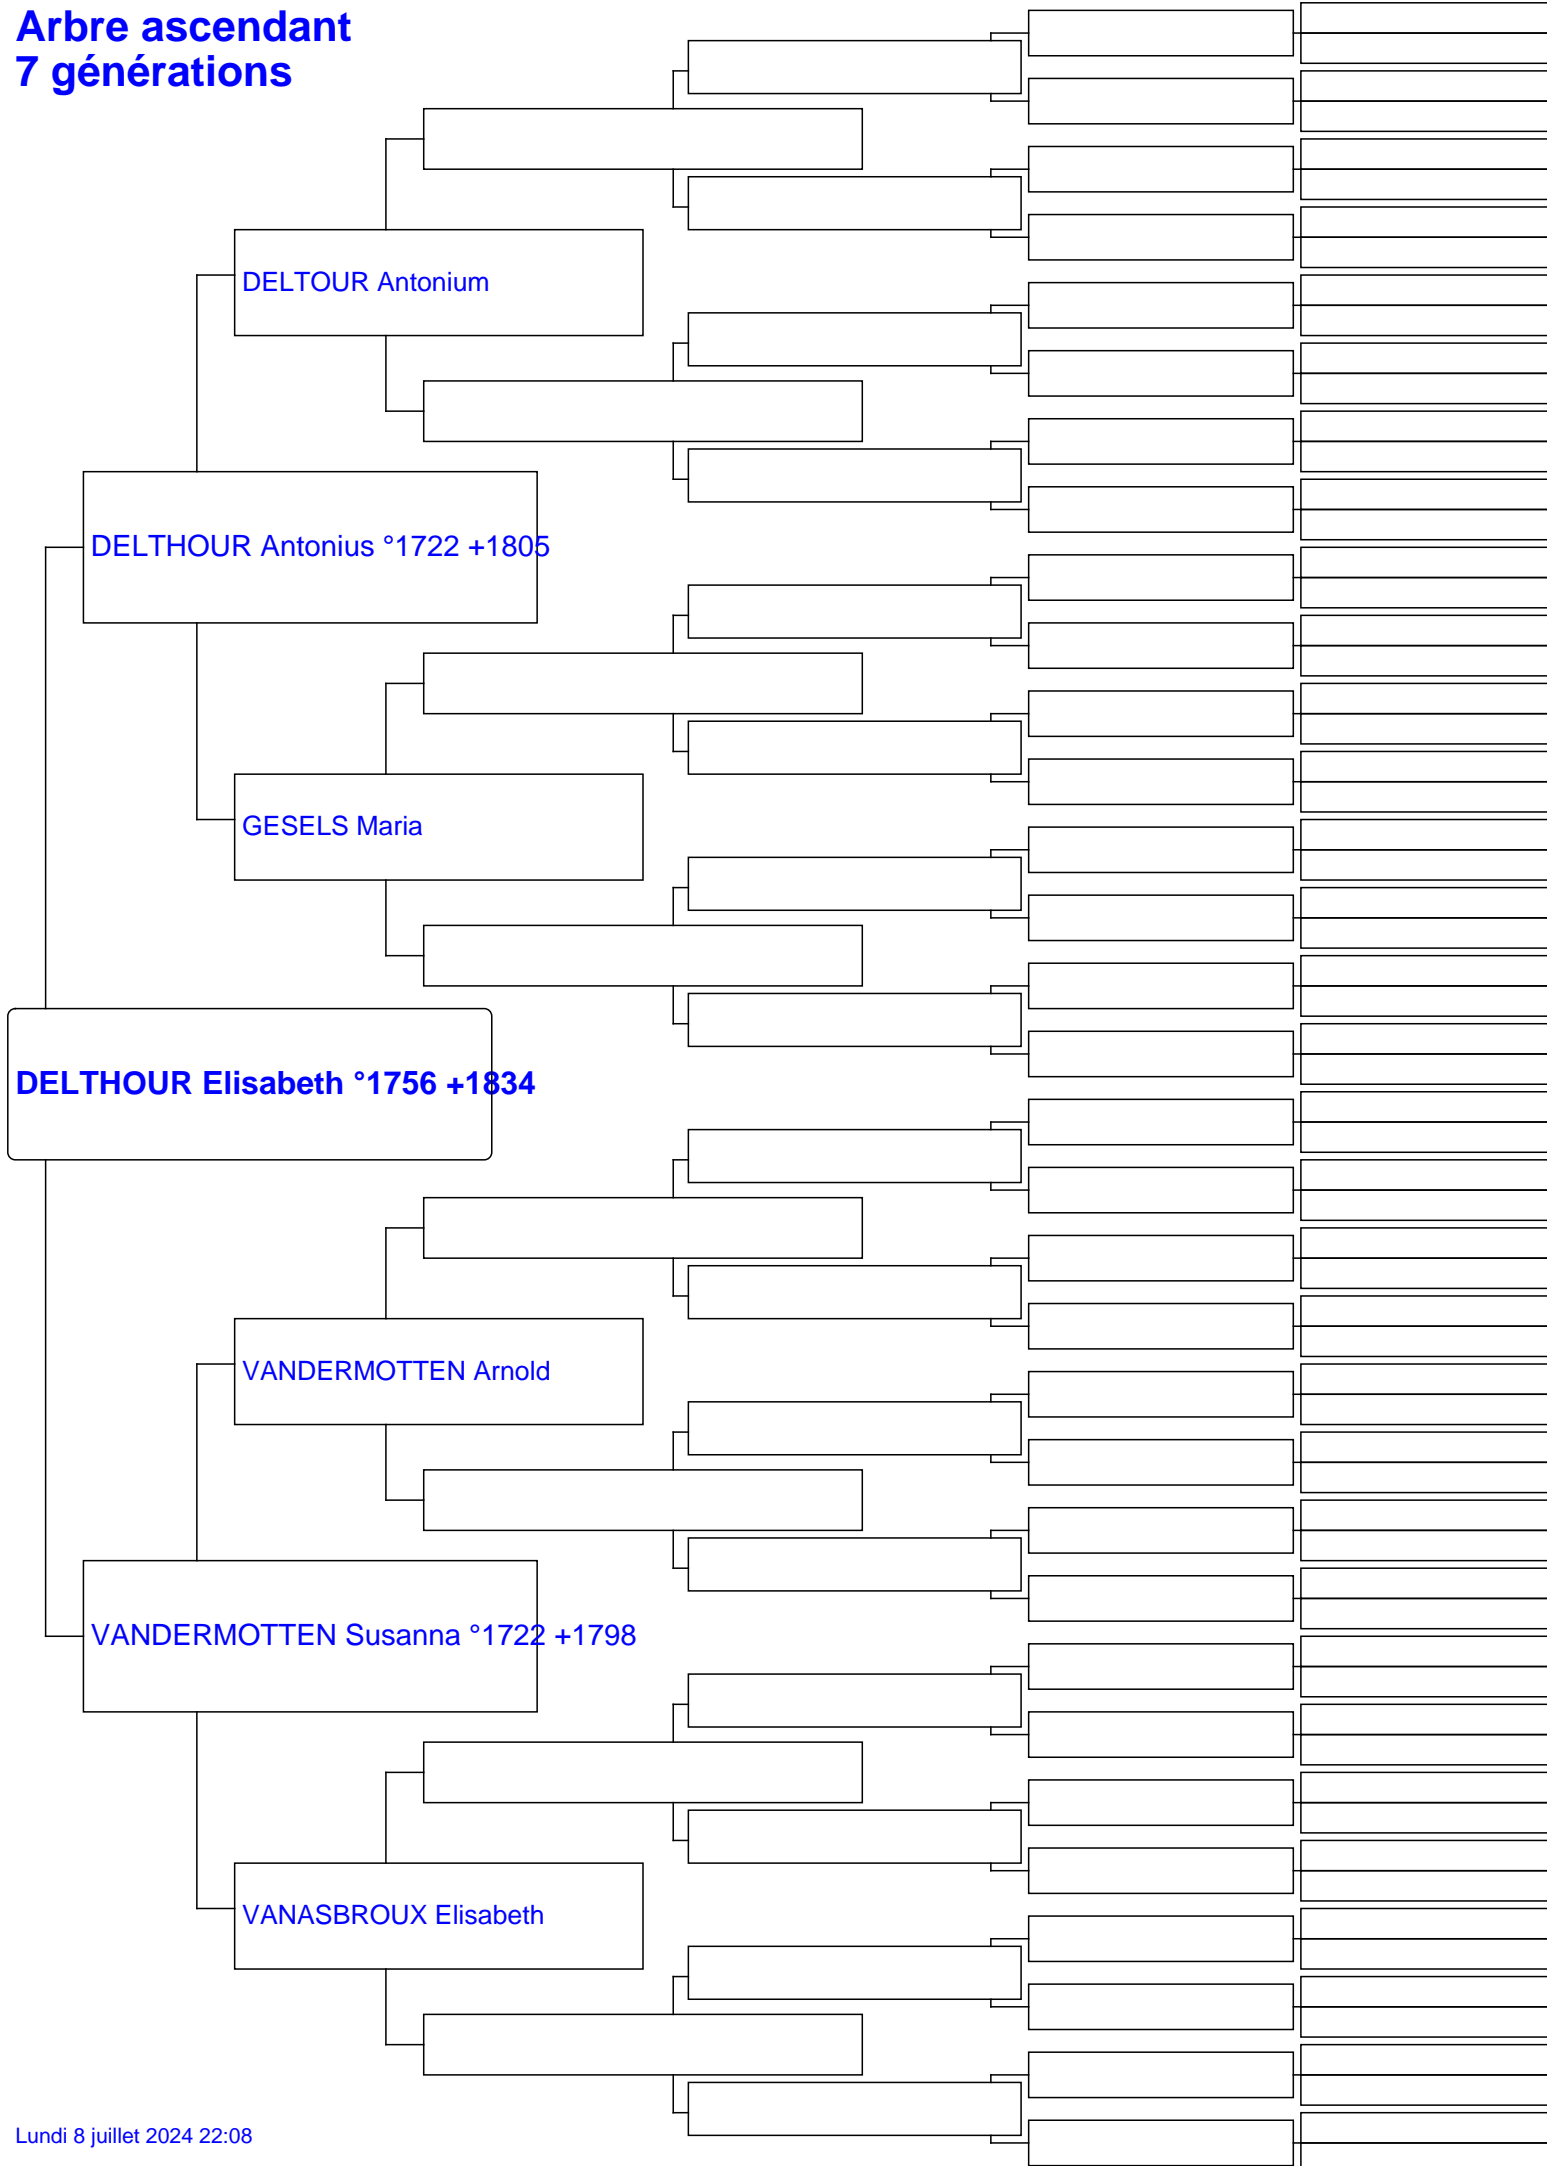 Arbre ascendant
7 générations
DELTOUR Antonium
DELTHOUR Antonius °1722 +1805
GESELS Maria
DELTHOUR Elisabeth °1756 +1834
VANDERMOTTEN Arnold
VANDERMOTTEN Susanna °1722 +1798
VANASBROUX Elisabeth
Lundi 8 juillet 2024 22:08